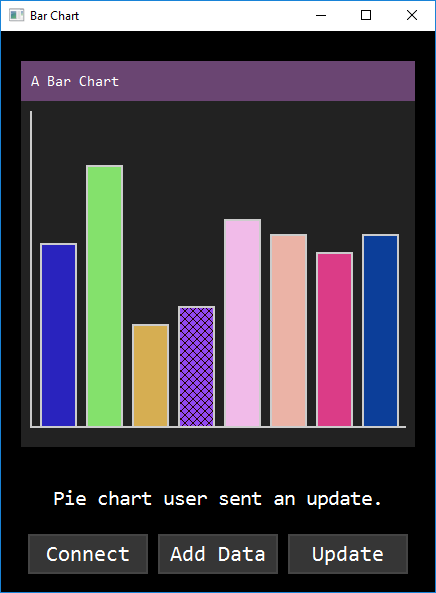 Bar Chart
A Bar Chart
Pie chart user sent an update.
Connect Add Data Update